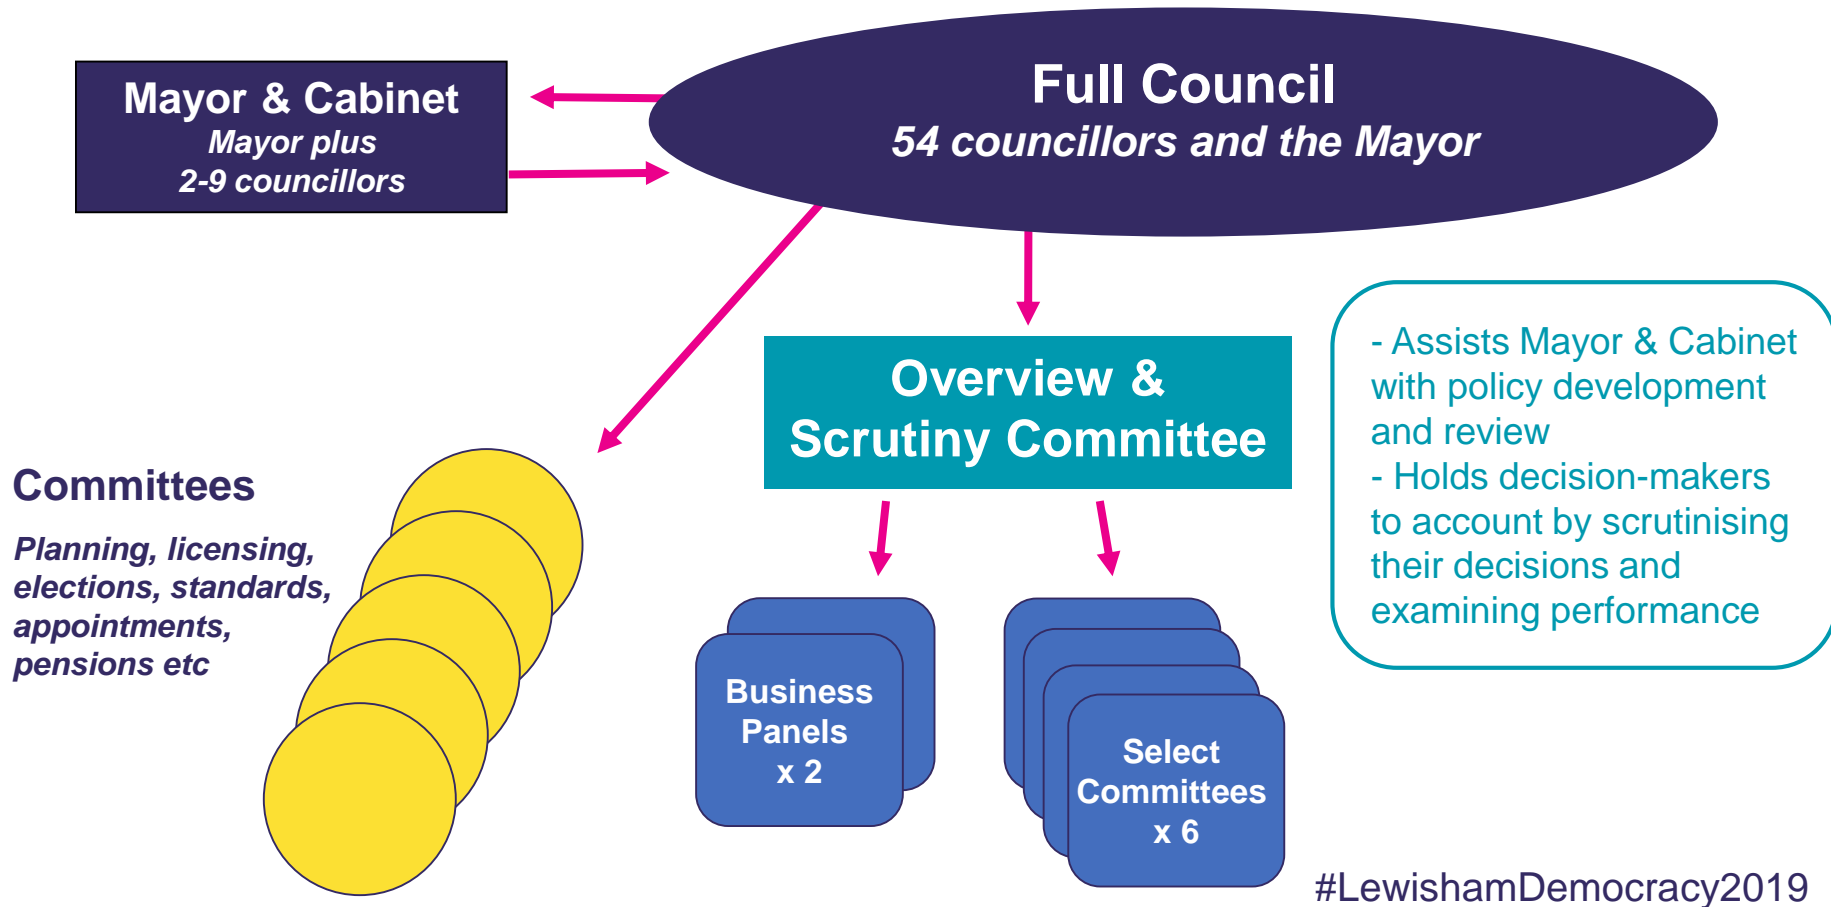 Mayor & Cabinet
Mayor plus
2-9 councillors
Full Council
54 councillors and the Mayor
Overview &
Scrutiny Committee
- Assists Mayor & Cabinet
with policy development
and review
- Holds decision-makers
to account by scrutinising
their decisions and
examining performance
Committees
Planning, licensing,
elections, standards,
appointments,
pensions etc
Business
Panels
x 2
Select
Committees
x 6
#LewishamDemocracy2019